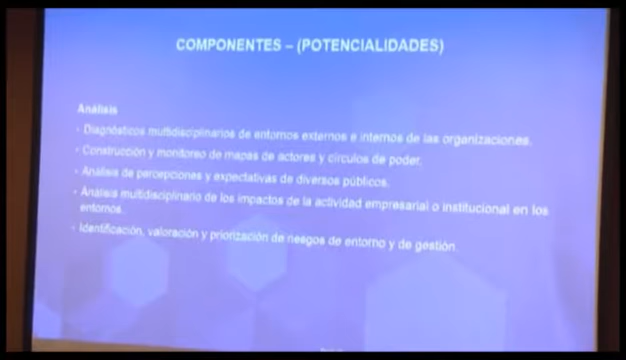 COMPONENTES – (POTENCIALIDADES)
Análisis
- Diagnósticos multidisciplinarios de entornos externos e internos de las organizaciones.
- Construcción y monitoreo de mapas de actores y círculos de poder.
- Análisis de percepciones y expectativas de diversos públicos.
- Análisis multidisciplinario de los impactos de la actividad empresarial o institucional en los
entornos.
- Identificación, valoración y priorización de riesgos de entorno y de gestión.